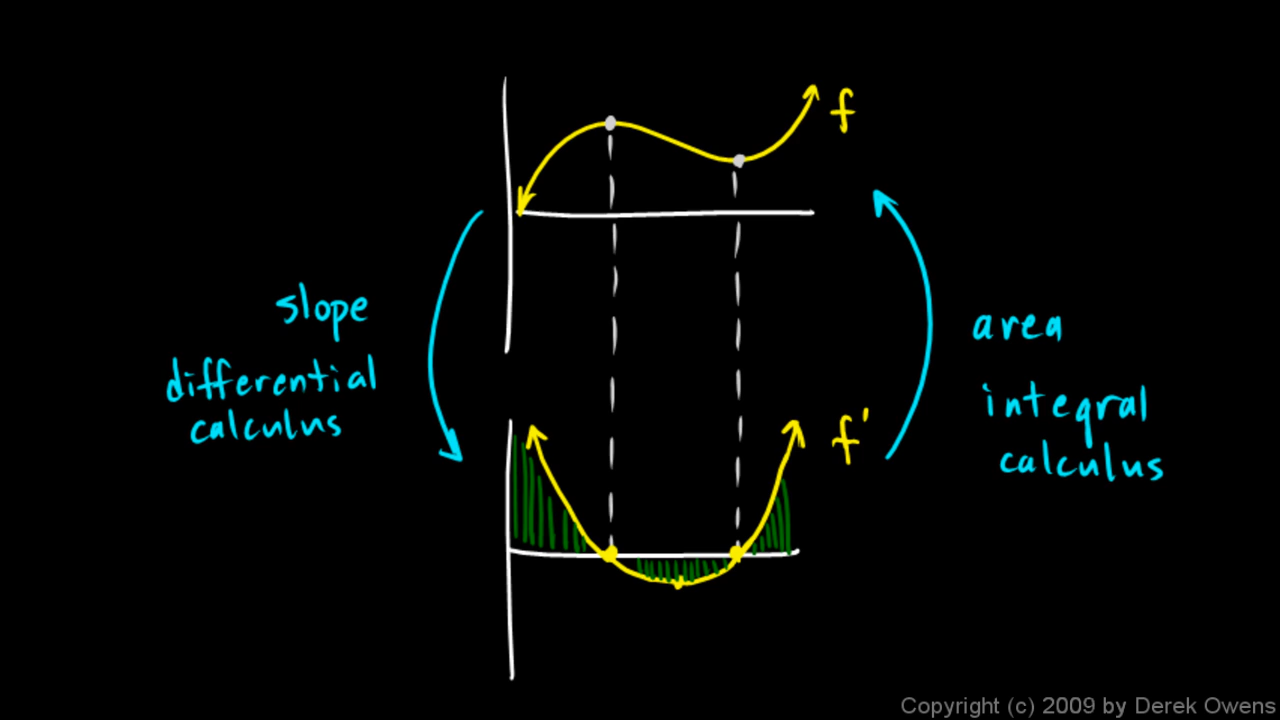 f
slope
differential
calculus
area
integral
calculus
f'
Copyright (c) 2009 by Derek Owens